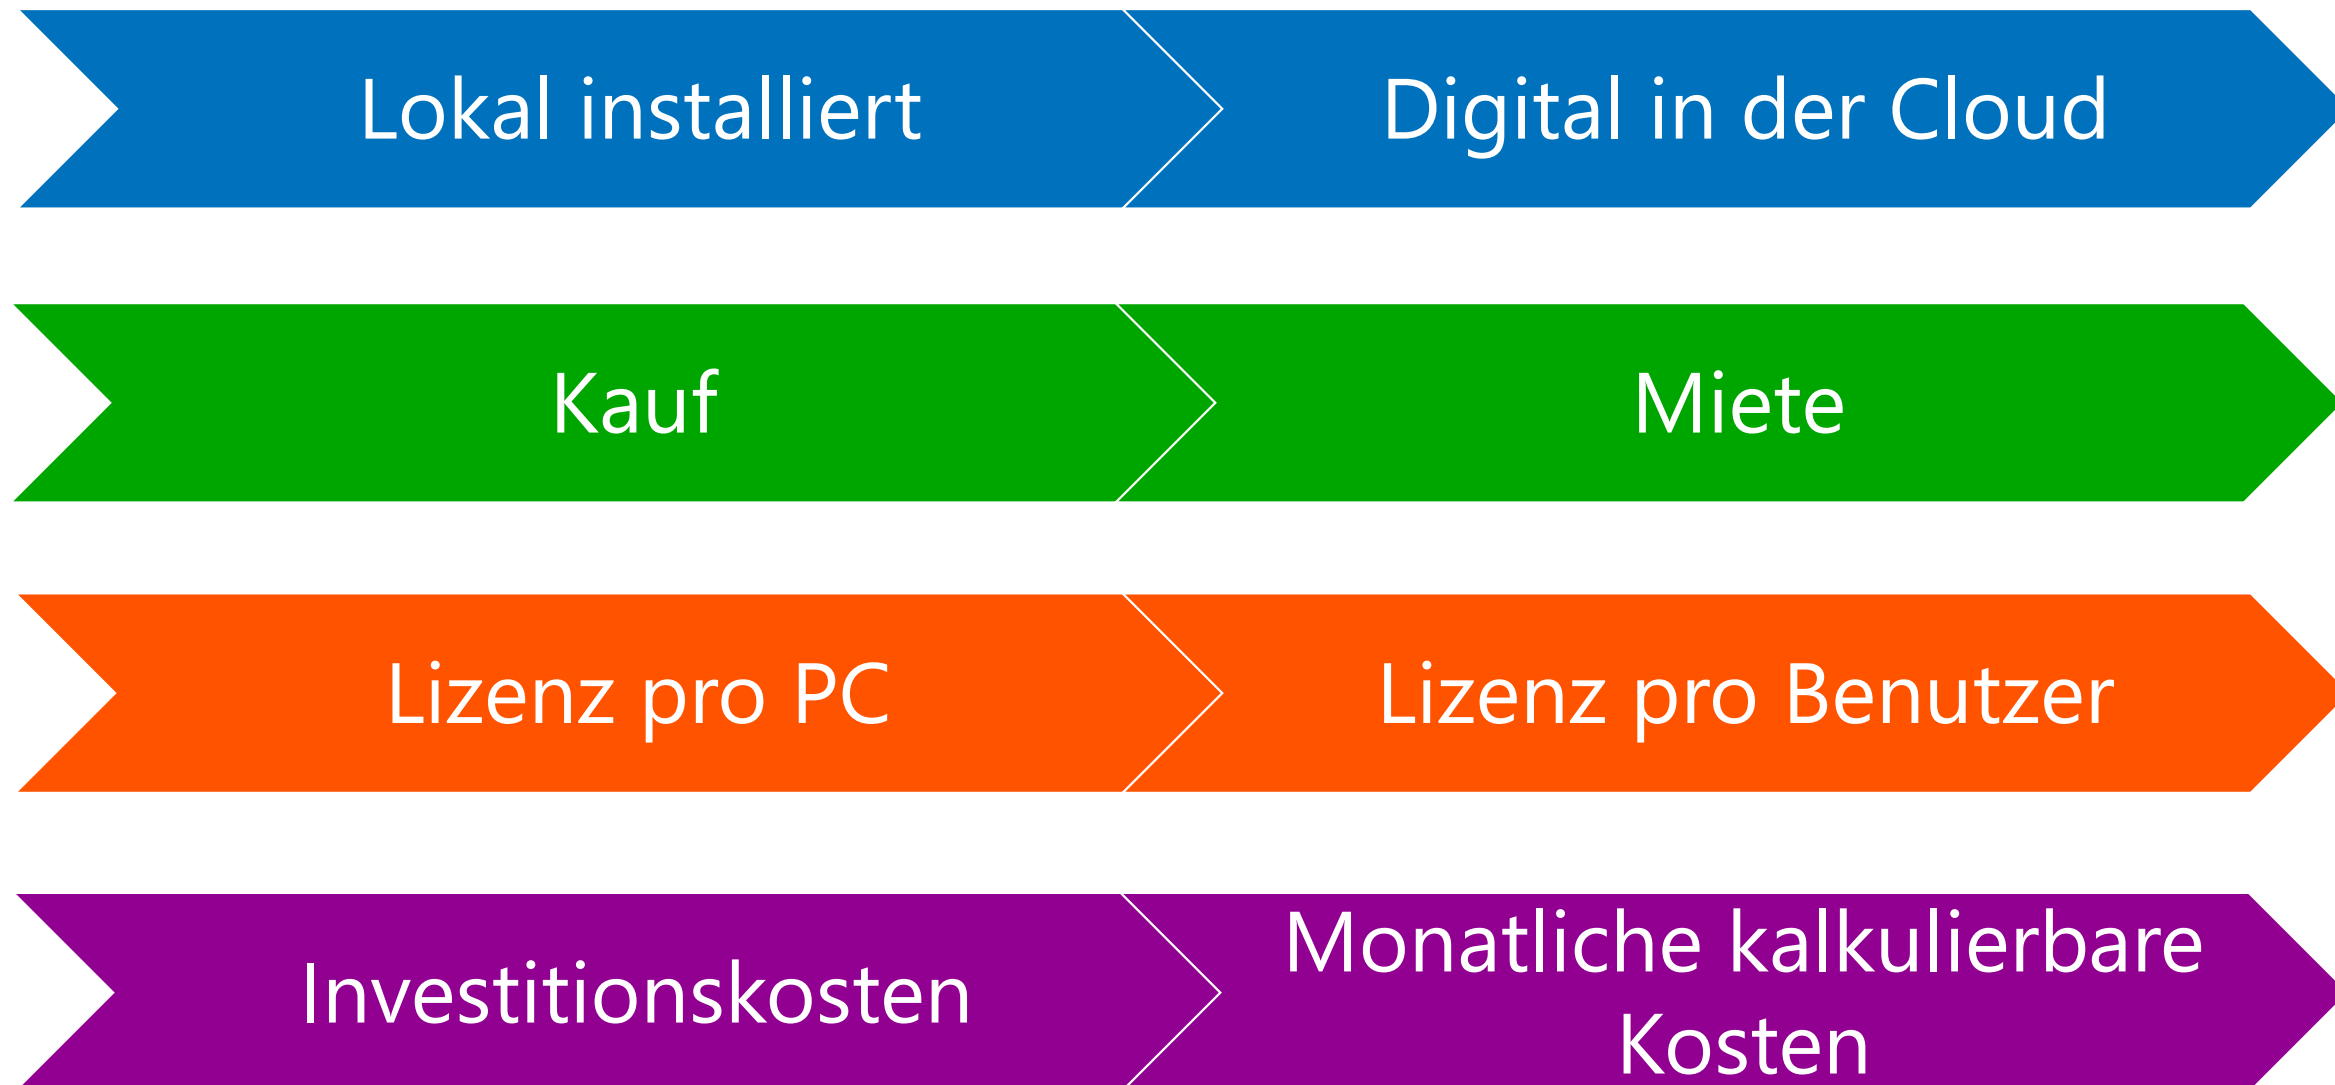 Lokal installiert
Digital in der Cloud
Kauf
Miete
Lizenz pro PC
Lizenz pro Benutzer
Investitionskosten
Monatliche kalkulierbare
Kosten